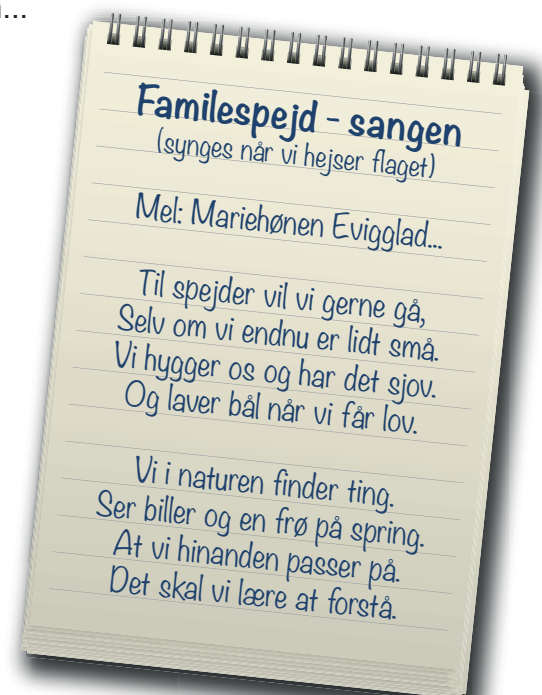 ...
Familespejd - sangen
(synges når vi hejser flaget)
Mel: Mariehønen Evigglad...
Til spejder vil vi gerne gå,
Selv om vi endnu er lidt små.
Vi hygger os og har det sjov.
Og laver bål når vi får lov.
Vi i naturen finder ting.
Ser biller og en frø på spring.
At vi hinanden passer på.
Det skal vi lære at forstå.